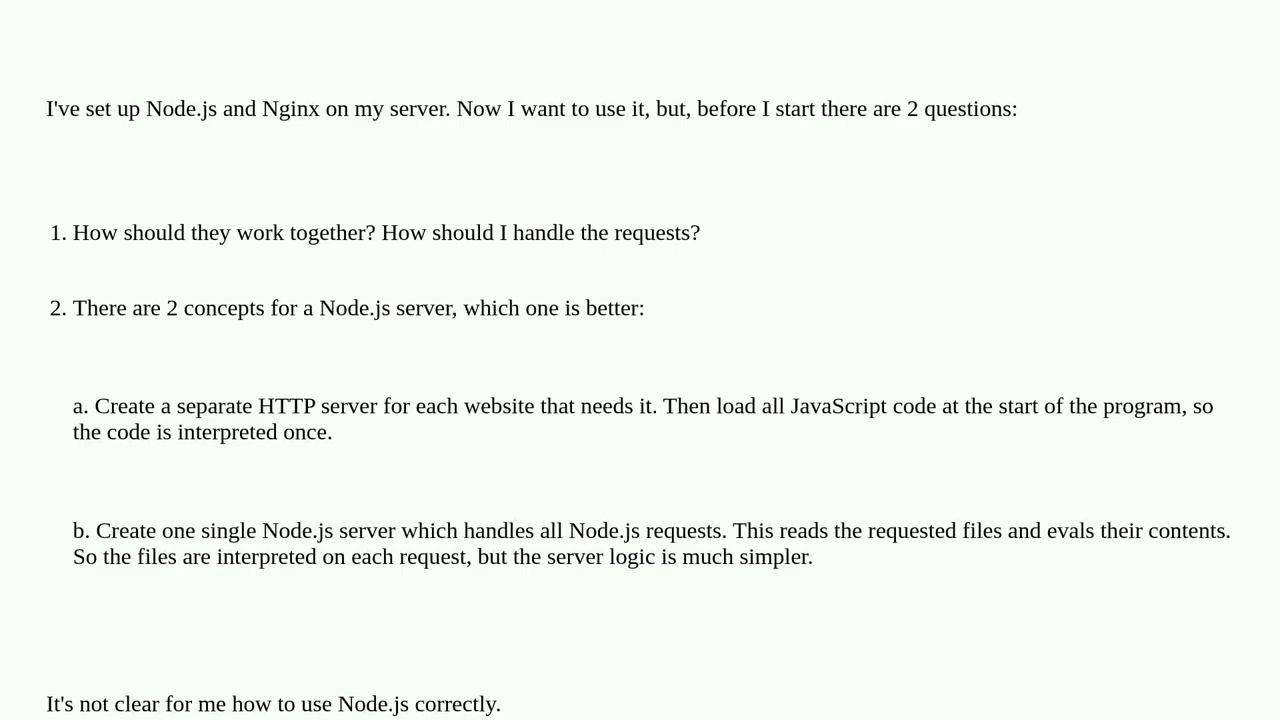 I've set up Node.js and Nginx on my server. Now I want to use it, but, before I start there are 2 questions:
1. How should they work together? How should I handle the requests?
2. There are 2 concepts for a Node.js server, which one is better:
a. Create a separate HTTP server for each website that needs it. Then load all JavaScript code at the start of the program, so
the code is interpreted once.
b. Create one single Node.js server which handles all Node.js requests. This reads the requested files and evals their contents.
So the files are interpreted on each request, but the server logic is much simpler.
It's not clear for me how to use Node.js correctly.